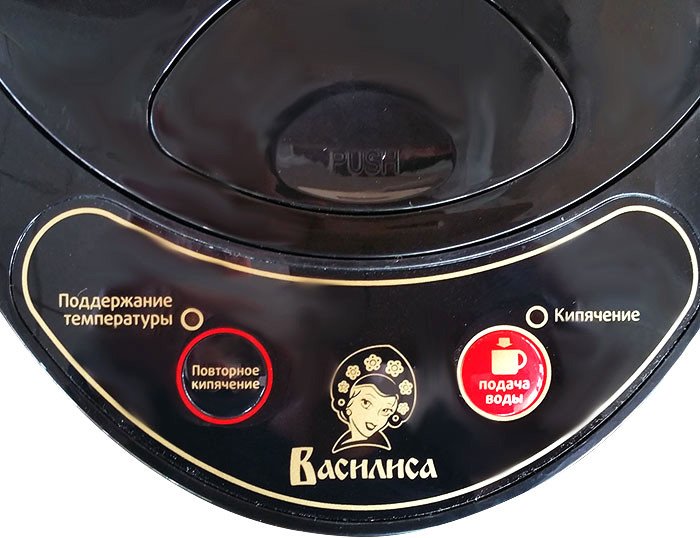 PUSH
Поддержание
температуры
Кипячение
Повторное
кипячение
подача
воды
Василиса